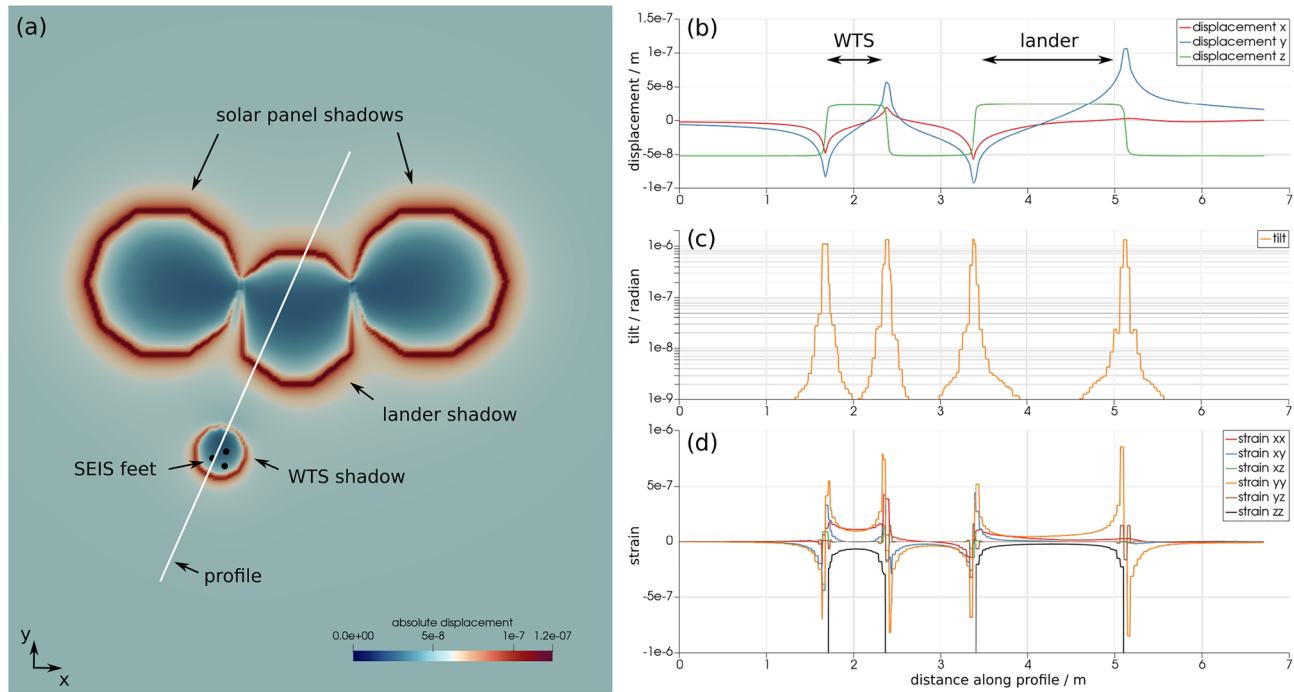 (a)
solar panel shadows
lander shadow
SEIS feet
WTS shadow
profile
absolute displacement
0.0e+00 5e-8 1e-7 1.2e-07
y
x
(b)
WTS
lander
displacement x
displacement y
displacement z
displacement / m
1.5e-7
1e-7
5e-8
0
-5e-8
-1e-7
0 1 2 3 4 5 6 7
(c)
tilt
tilt / radian
1e-6
1e-7
1e-8
1e-9
0 1 2 3 4 5 6 7
(d)
strain xx
strain xy
strain xz
strain yy
strain yz
strain zz
strain
1e-6
5e-7
0
-5e-7
-1e-6
0 1 2 3 4 5 6 7
distance along profile / m